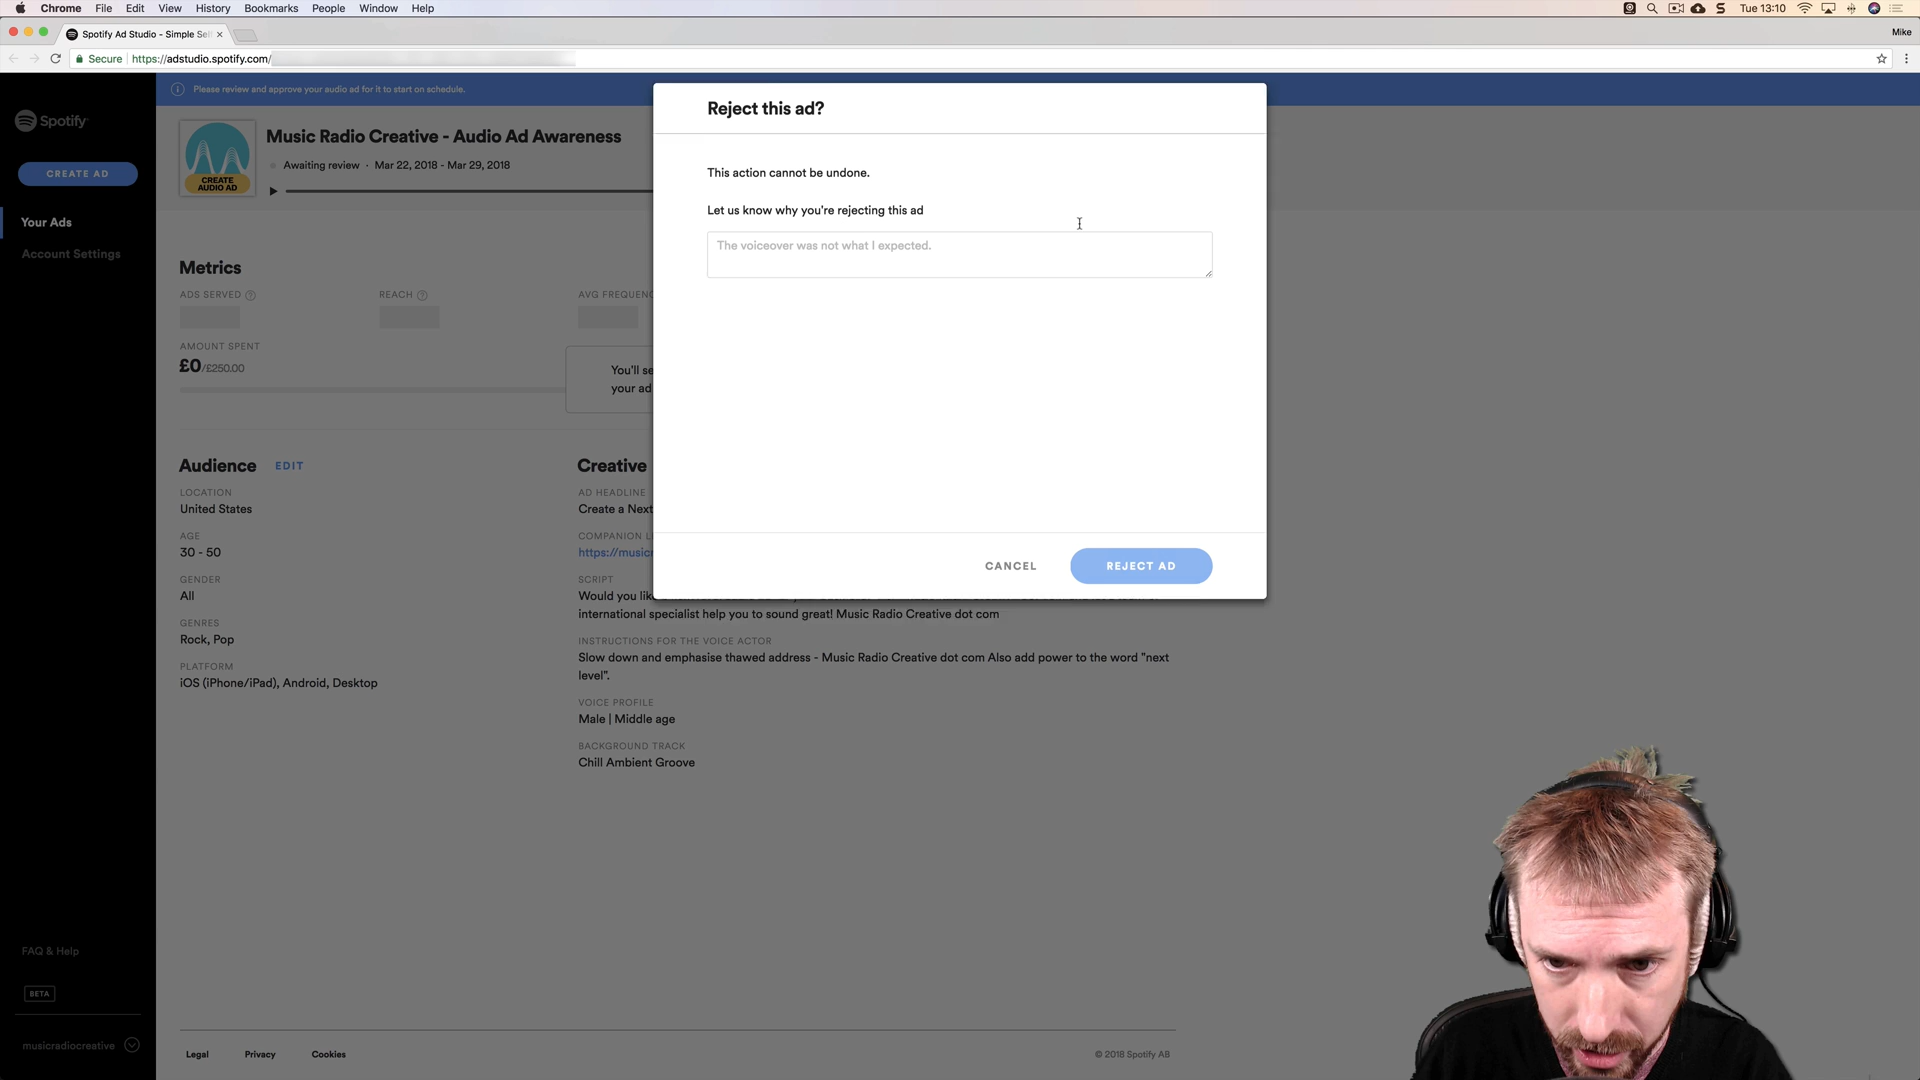 Chrome File Edit View History Bookmarks People Window Help
Tue 13:10
Spotify Ad Studio - Simple Sel
Mike
Secure https://adstudio.spotify.com/
Please review and approve your audio ad for it to start on schedule.
Spotify
CREATE AD
Your Ads
Account Settings
CREATE
AUDIO AD
Music Radio Creative - Audio Ad Awareness
Awaiting review · Mar 22, 2018 - Mar 29, 2018
Metrics
ADS SERVED
REACH
AVG FREQUENC
AMOUNT SPENT
£0/£250.00
You'll se
your ad
Reject this ad?
This action cannot be undone.
Let us know why you're rejecting this ad
The voiceover was not what I expected.
CANCEL
REJECT AD
Audience EDIT
LOCATION
United States
AGE
30 - 50
GENDER
All
GENRES
Rock, Pop
PLATFORM
iOS (iPhone/iPad), Android, Desktop
Creative
AD HEADLINE
Create a Next
COMPANION L
https://musicr
SCRIPT
Would you lik
international specialist help you to sound great! Music Radio Creative dot com
INSTRUCTIONS FOR THE VOICE ACTOR
Slow down and emphasise thawed address - Music Radio Creative dot com Also add power to the word "next
level".
VOICE PROFILE
Male | Middle age
BACKGROUND TRACK
Chill Ambient Groove
FAQ & Help
BETA
musicradiocreative
Legal Privacy Cookies
© 2018 Spotify AB